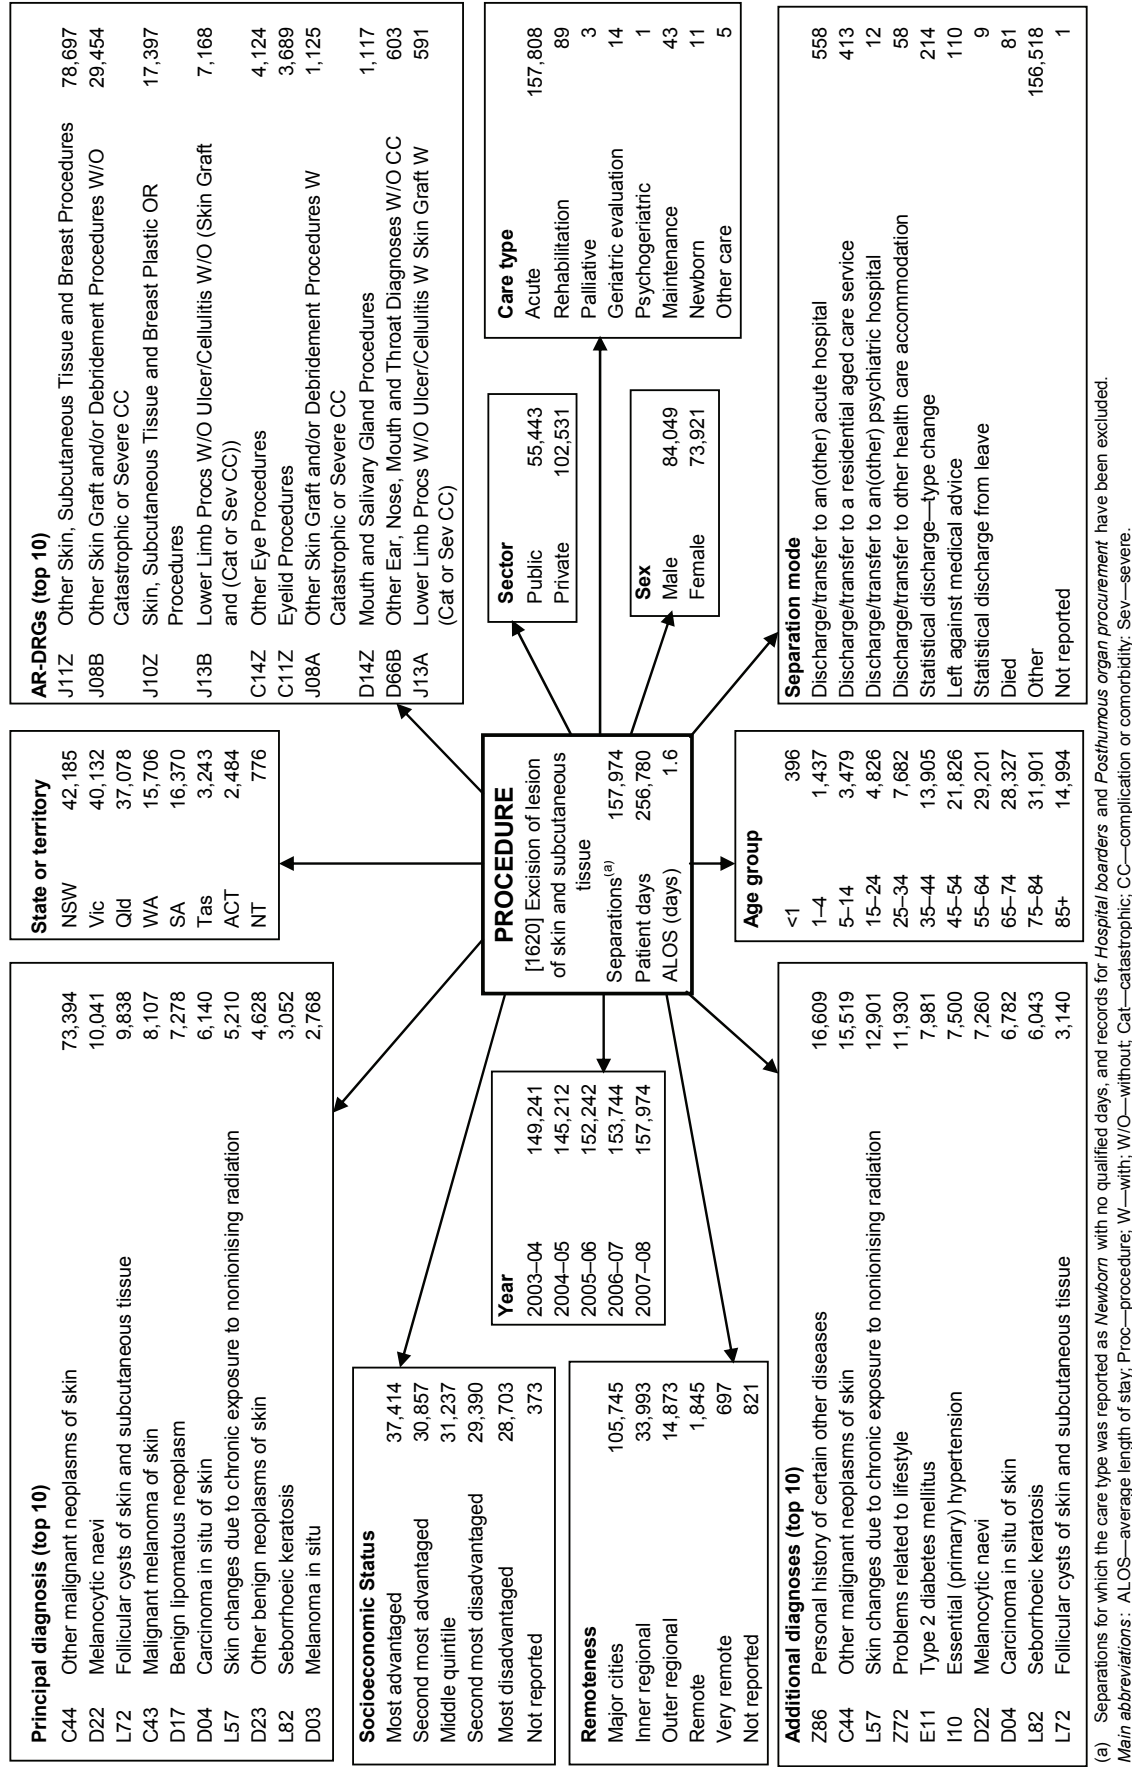 Principal diagnosis (top 10)
C44 Other malignant neoplasms of skin 73,394
D22 Melanocytic naevi 10,041
L72 Follicular cysts of skin and subcutaneous tissue 9,838
C43 Malignant melanoma of skin 8,107
D17 Benign lipomatous neoplasm 7,278
D04 Carcinoma in situ of skin 6,140
L57 Skin changes due to chronic exposure to nonionising radiation 5,210
D23 Other benign neoplasms of skin 4,628
L82 Seborrhoeic keratosis 3,052
D03 Melanoma in situ 2,768
State or territory
NSW 42,185
Vic 40,132
Qld 37,078
WA 15,706
SA 16,370
Tas 3,243
ACT 2,484
NT 776
AR-DRGs (top 10)
J11Z Other Skin, Subcutaneous Tissue and Breast Procedures 78,697
J08B Other Skin Graft and/or Debridement Procedures W/O 29,454
Catastrophic or Severe CC
J10Z Skin, Subcutaneous Tissue and Breast Plastic OR 17,397
Procedures
J13B Lower Limb Procs W/O Ulcer/Cellulitis W/O (Skin Graft 7,168
and (Cat or Sev CC))
C14Z Other Eye Procedures 4,124
C11Z Eyelid Procedures 3,689
J08A Other Skin Graft and/or Debridement Procedures W 1,125
Catastrophic or Severe CC
D14Z Mouth and Salivary Gland Procedures 1,117
D66B Other Ear, Nose, Mouth and Throat Diagnoses W/O CC 603
J13A Lower Limb Procs W/O Ulcer/Cellulitis W Skin Graft W 591
(Cat or Sev CC)
Socioeconomic Status
Most advantaged 37,414
Second most advantaged 30,857
Middle quintile 31,237
Second most disadvantaged 29,390
Most disadvantaged 28,703
Not reported 373
Year
2003–04 149,241
2004–05 145,212
2005–06 152,242
2006–07 153,744
2007–08 157,974
PROCEDURE
[1620] Excision of lesion
of skin and subcutaneous
tissue
Separations(a) 157,974
Patient days 256,780
ALOS (days) 1.6
Sector
Public 55,443
Private 102,531
Sex
Male 84,049
Female 73,921
Care type
Acute 157,808
Rehabilitation 89
Palliative 3
Geriatric evaluation 14
Psychogeriatric 1
Maintenance 43
Newborn 11
Other care 5
Remoteness
Major cities 105,745
Inner regional 33,993
Outer regional 14,873
Remote 1,845
Very remote 697
Not reported 821
Additional diagnoses (top 10)
Z86 Personal history of certain other diseases 16,609
C44 Other malignant neoplasms of skin 15,519
L57 Skin changes due to chronic exposure to nonionising radiation 12,901
Z72 Problems related to lifestyle 11,930
E11 Type 2 diabetes mellitus 7,981
I10 Essential (primary) hypertension 7,500
D22 Melanocytic naevi 7,260
D04 Carcinoma in situ of skin 6,782
L82 Seborrhoeic keratosis 6,043
L72 Follicular cysts of skin and subcutaneous tissue 3,140
Age group
<1 396
1–4 1,437
5–14 3,479
15–24 4,826
25–34 7,682
35–44 13,905
45–54 21,826
55–64 29,201
65–74 28,327
75–84 31,901
85+ 14,994
Separation mode
Discharge/transfer to an(other) acute hospital 558
Discharge/transfer to a residential aged care service 413
Discharge/transfer to an(other) psychiatric hospital 12
Discharge/transfer to other health care accommodation 58
Statistical discharge—type change 214
Left against medical advice 110
Statistical discharge from leave 9
Died 81
Other 156,518
Not reported 1
(a) Separations for which the care type was reported as Newborn with no qualified days, and records for Hospital boarders and Posthumous organ procurement have been excluded.
Main abbreviations: ALOS—average length of stay; Proc—procedure; W—with; W/O—without; Cat—catastrophic; CC—complication or comorbidity; Sev—severe.